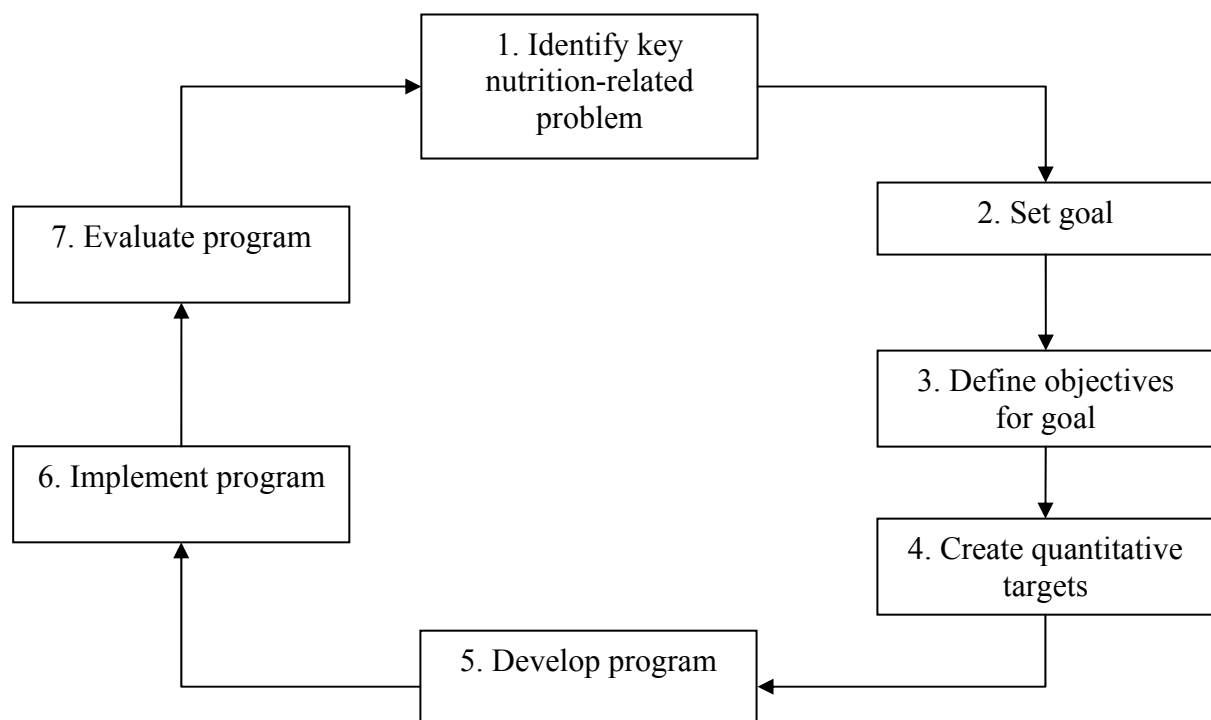 1. Identify key
nutrition-related
problem
2. Set goal
7. Evaluate program
3. Define objectives
for goal
6. Implement program
4. Create quantitative
targets
5. Develop program